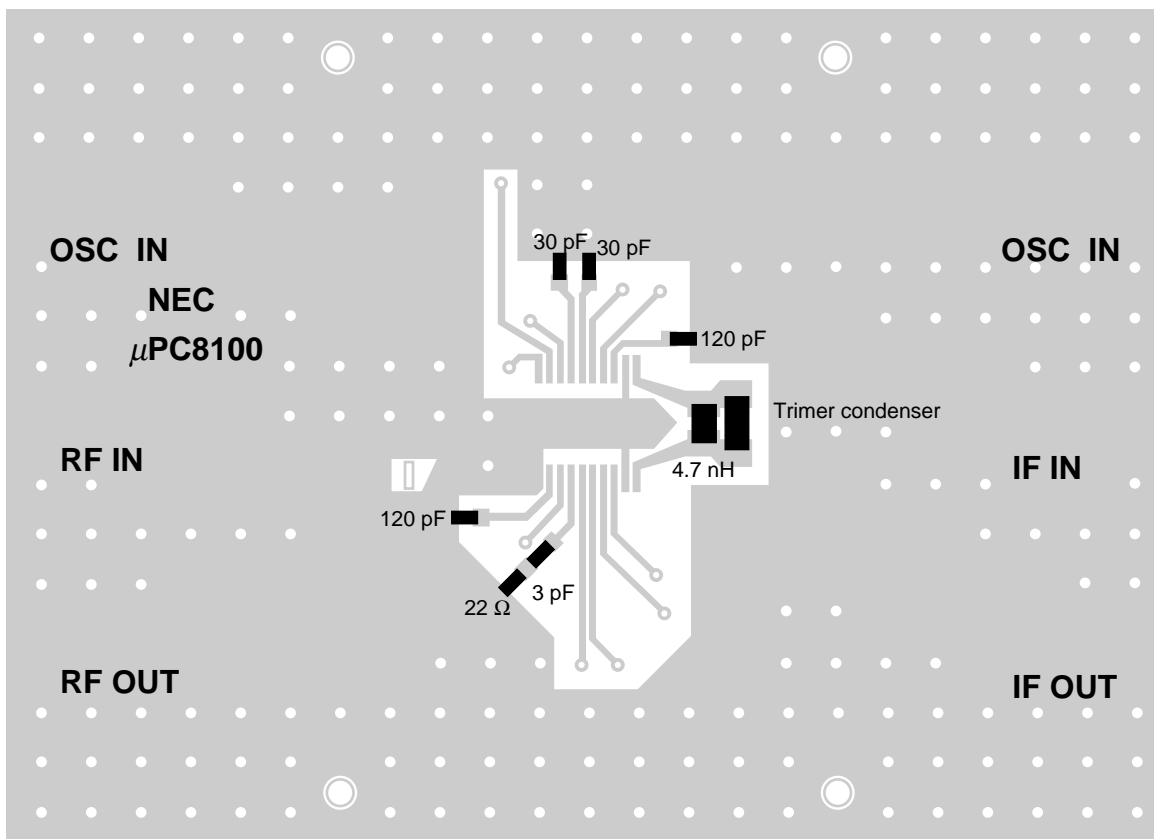 30 pF
30 pF
OSC IN
OSC IN
NEC
μPC8100
120 pF
Trimer condenser
RF IN
4.7 nH
IF IN
120 pF
3 pF
22 Ω
RF OUT
IF OUT